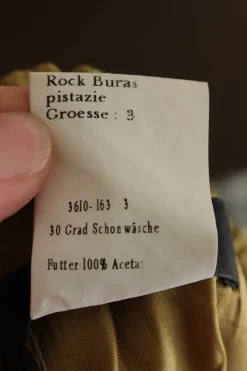 Rock Buras
pistazie
Groesse : 3
3610-163 3
30 Grad Schonwäsche
Futter 100% Aceta